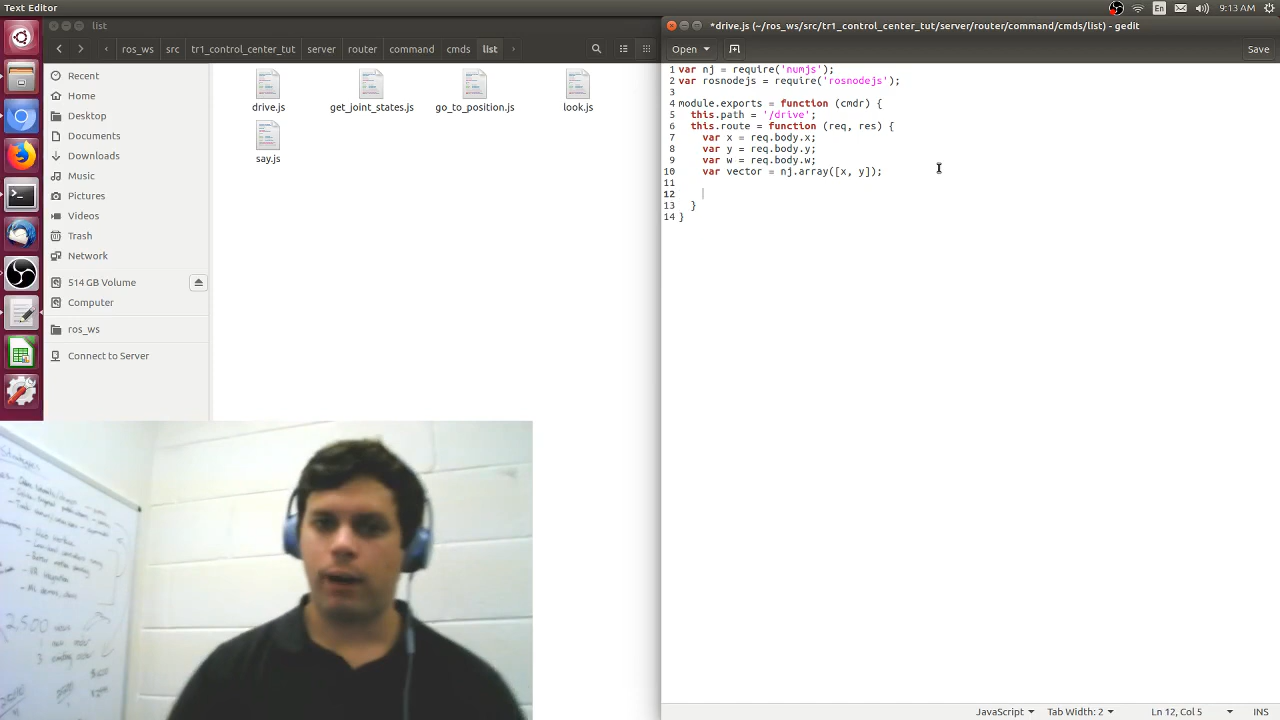 Text Editor
En
9:13 AM
list
ros_ws
src
tr1_control_center_tut
server
router
command
cmds
list
Recent
Home
Desktop
Documents
Downloads
Music
Pictures
Videos
Trash
Network
514 GB Volume
Computer
ros_ws
Connect to Server
drive.js
get_joint_states.js
go_to_position.js
look.js
say.js
*drive.js (~/ros_ws/src/tr1_control_center_tut/server/router/command/cmds/list) - gedit
Open
Save
1 var nj = require('numjs');
2 var rosnodejs = require('rosnodejs');
3
4 module.exports = function (cmdr) {
5 this.path = '/drive';
6 this.route = function (req, res) {
7 var x = req.body.x;
8 var y = req.body.y;
9 var w = req.body.w;
10 var vector = nj.array([x, y]);
11
12
13 }
14 }
JavaScript
Tab Width: 2
Ln 12, Col 5
INS
2,500